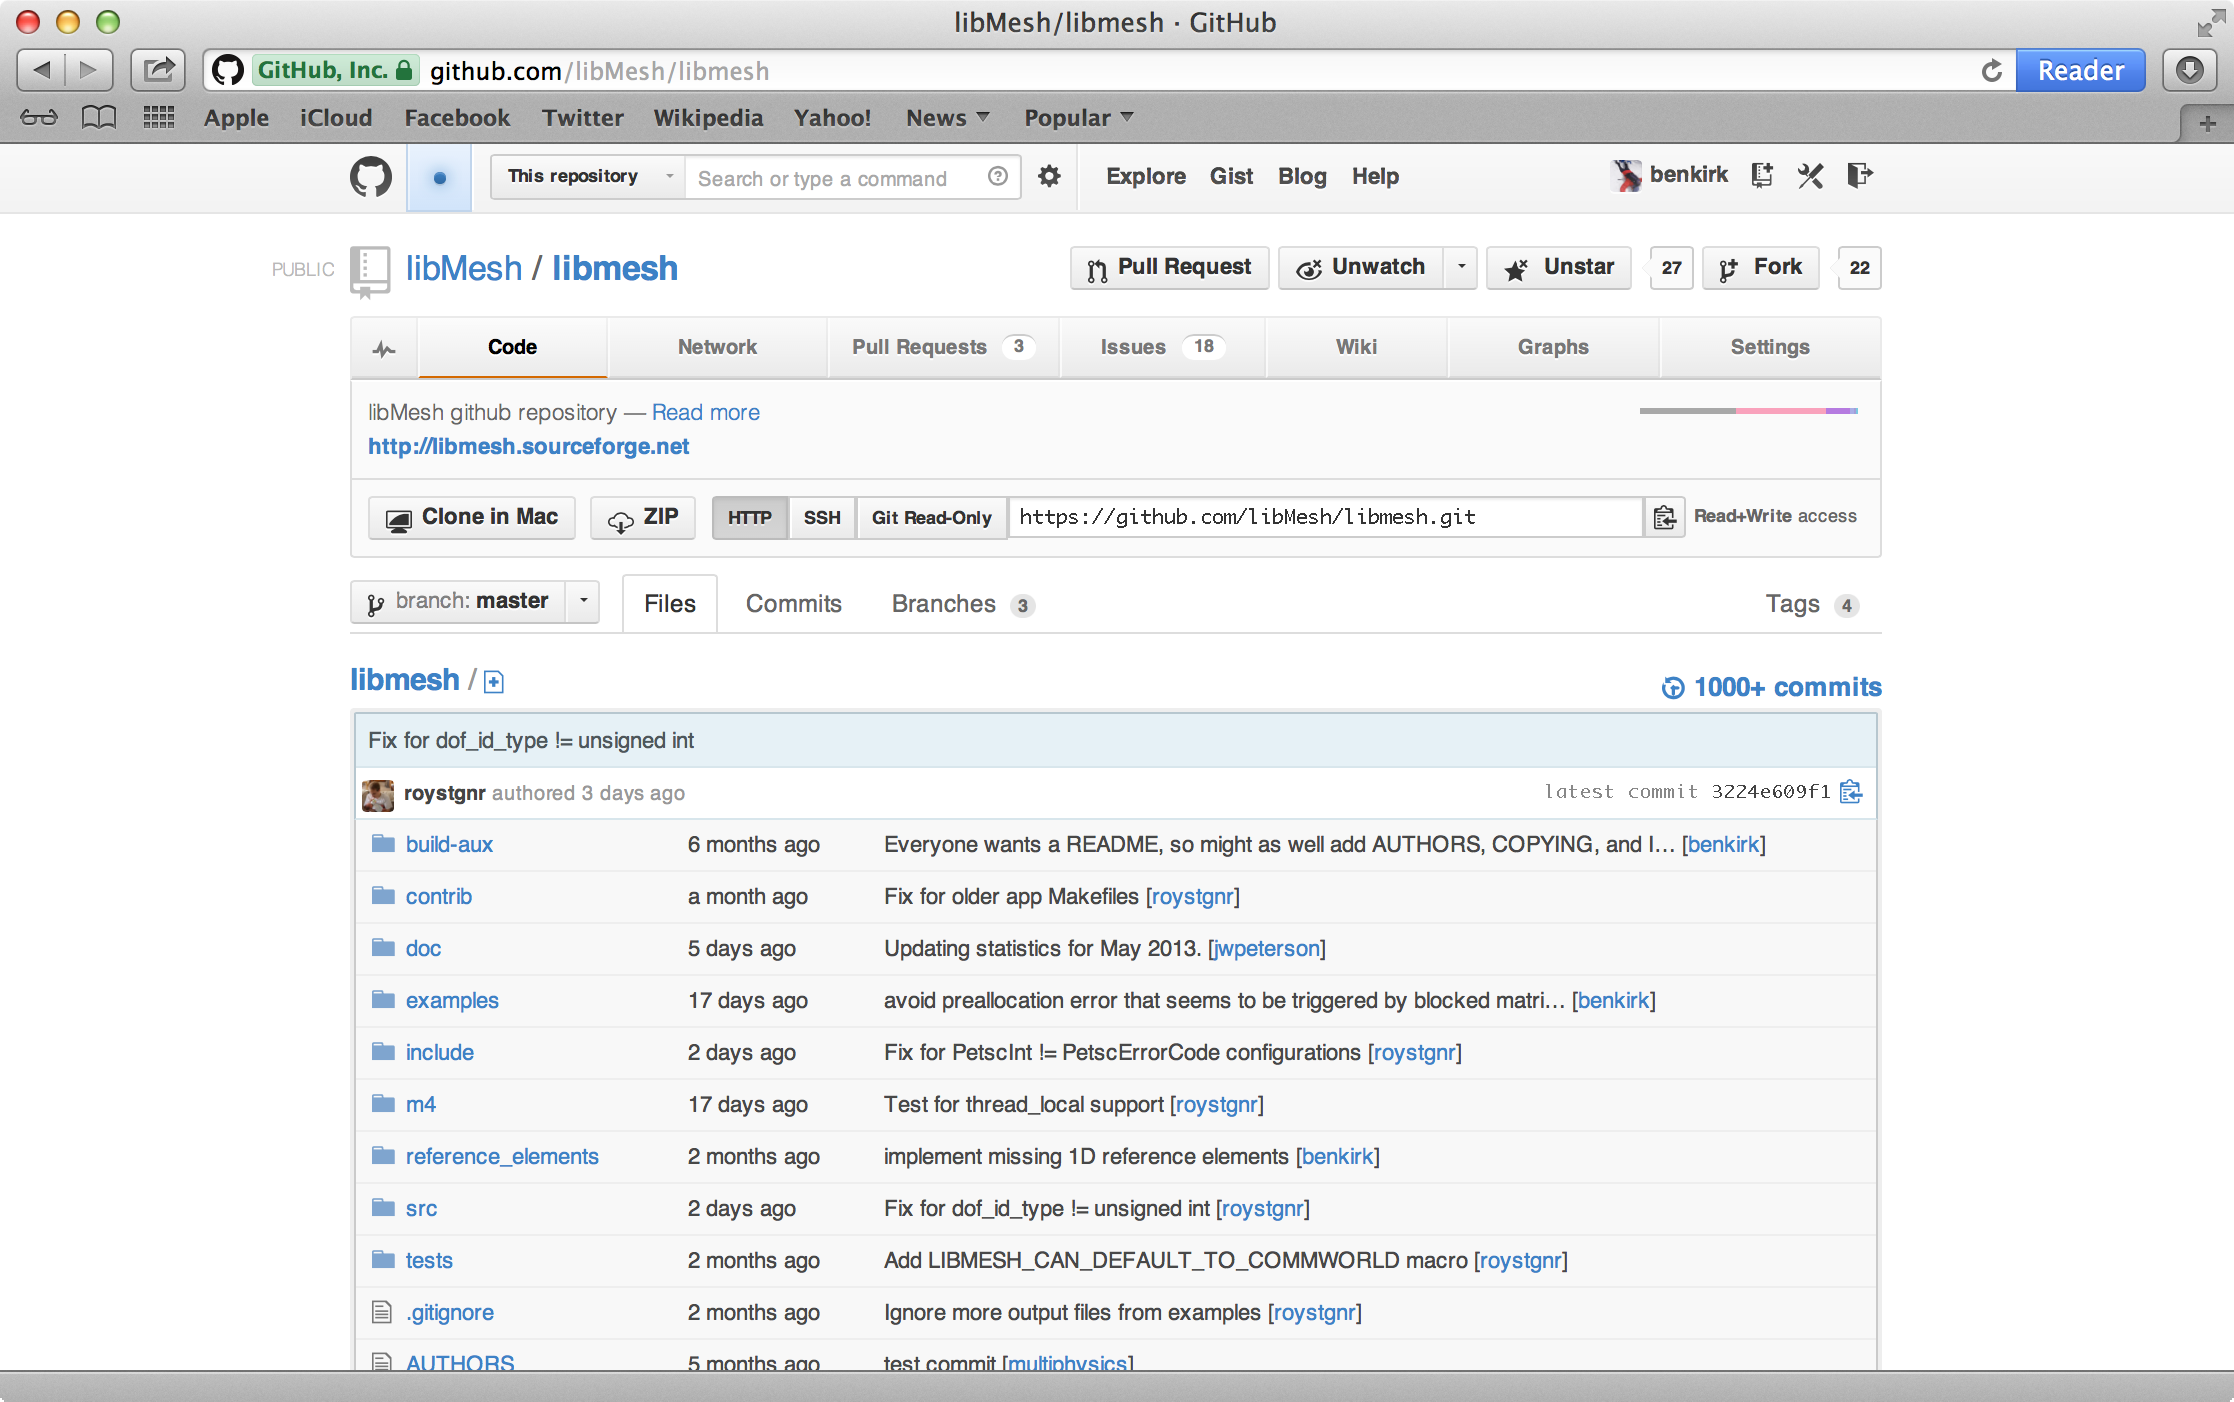 libMesh/libmesh · GitHub
GitHub, Inc. github.com/libMesh/libmesh Reader
Apple iCloud Facebook Twitter Wikipedia Yahoo! News Popular
This repository Search or type a command Explore Gist Blog Help benkirk
PUBLIC libMesh / libmesh Pull Request Unwatch Unstar 27 Fork 22
Code Network Pull Requests 3 Issues 18 Wiki Graphs Settings
libMesh github repository — Read more
http://libmesh.sourceforge.net
Clone in Mac ZIP HTTP SSH Git Read-Only https://github.com/libMesh/libmesh.git Read+Write access
branch: master Files Commits Branches 3 Tags 4
libmesh / 1000+ commits
Fix for dof_id_type != unsigned int
roystgnr authored 3 days ago latest commit 3224e609f1
build-aux 6 months ago Everyone wants a README, so might as well add AUTHORS, COPYING, and I… [benkirk]
contrib a month ago Fix for older app Makefiles [roystgnr]
doc 5 days ago Updating statistics for May 2013. [jwpeterson]
examples 17 days ago avoid preallocation error that seems to be triggered by blocked matri… [benkirk]
include 2 days ago Fix for PetscInt != PetscErrorCode configurations [roystgnr]
m4 17 days ago Test for thread_local support [roystgnr]
reference_elements 2 months ago implement missing 1D reference elements [benkirk]
src 2 days ago Fix for dof_id_type != unsigned int [roystgnr]
tests 2 months ago Add LIBMESH_CAN_DEFAULT_TO_COMMWORLD macro [roystgnr]
.gitignore 2 months ago Ignore more output files from examples [roystgnr]
AUTHORS 5 months ago test commit [multiphysics]